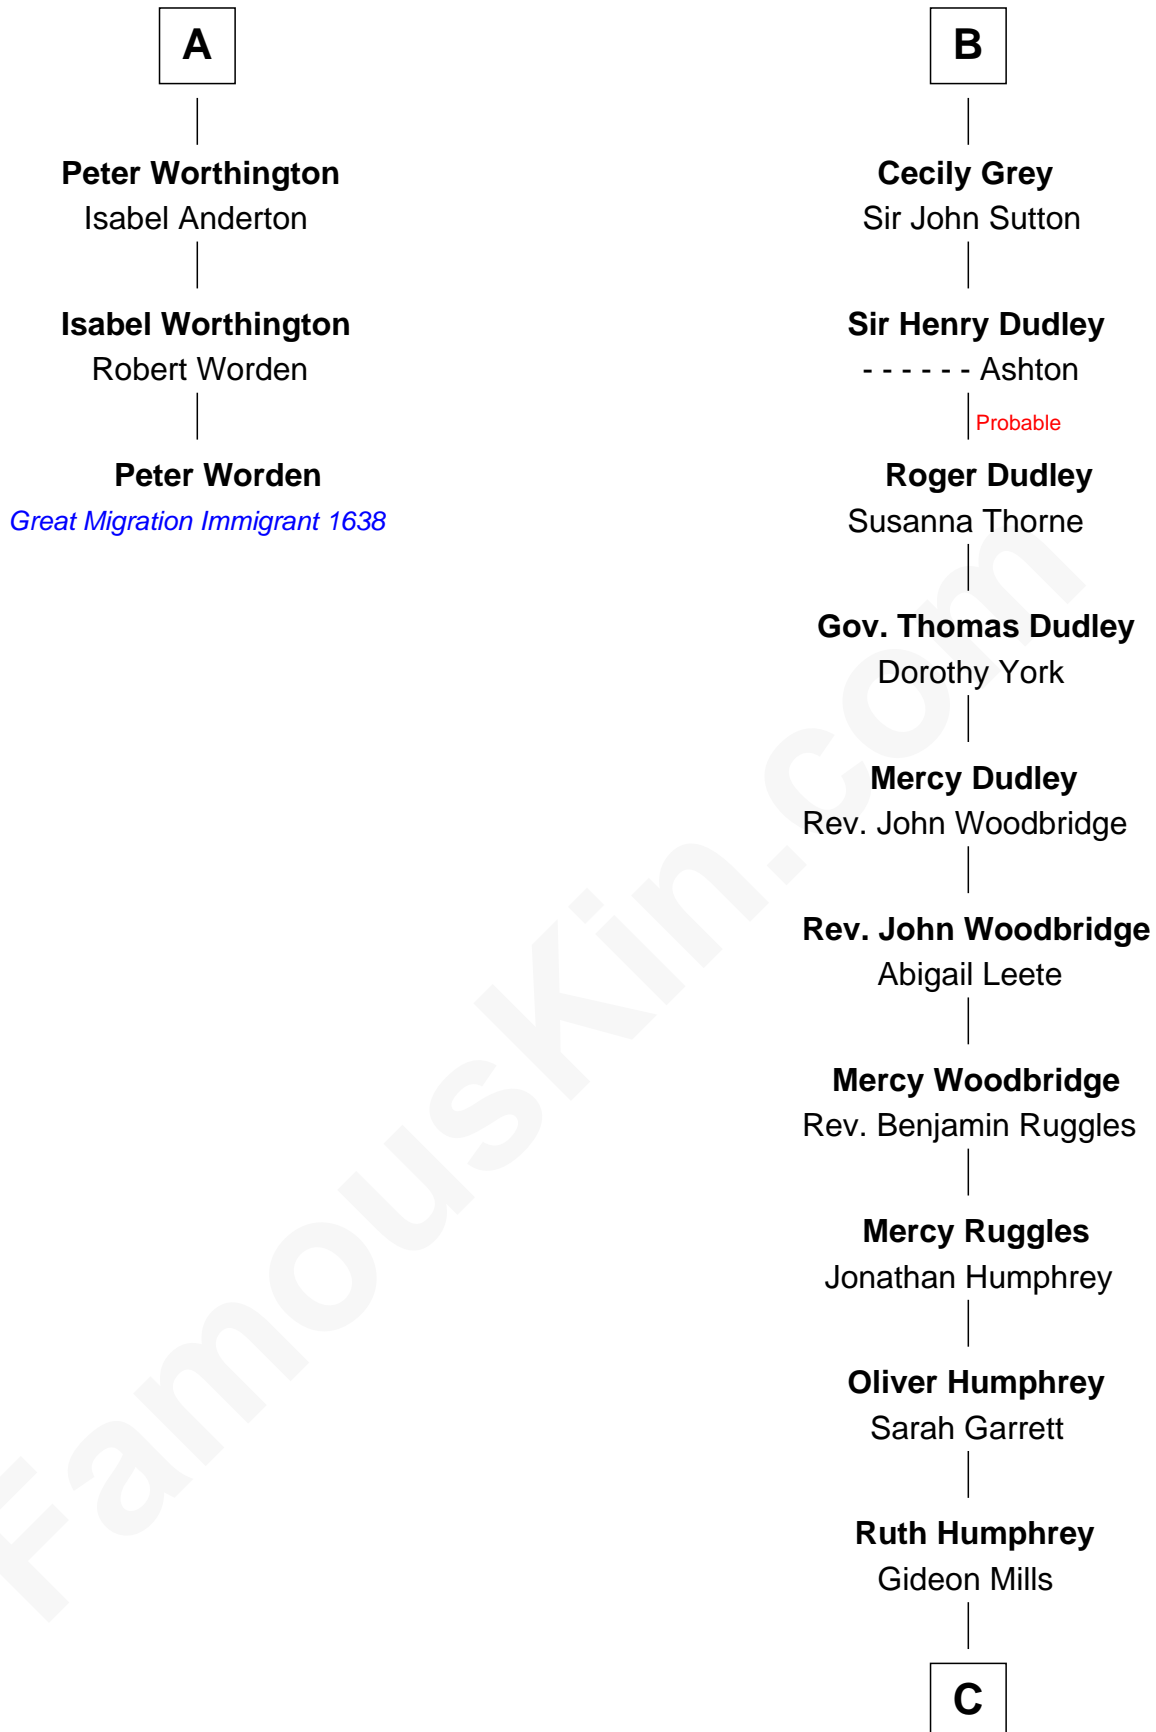 A
Peter Worthington
Isabel Anderton
Isabel Worthington
Robert Worden
Peter Worden
Great Migration Immigrant 1638
B
Cecily Grey
Sir John Sutton
Sir Henry Dudley
- - - - - - Ashton
Probable
Roger Dudley
Susanna Thorne
Gov. Thomas Dudley
Dorothy York
Mercy Dudley
Rev. John Woodbridge
Rev. John Woodbridge
Abigail Leete
Mercy Woodbridge
Rev. Benjamin Ruggles
Mercy Ruggles
Jonathan Humphrey
Oliver Humphrey
Sarah Garrett
Ruth Humphrey
Gideon Mills
C
FamousKin.com